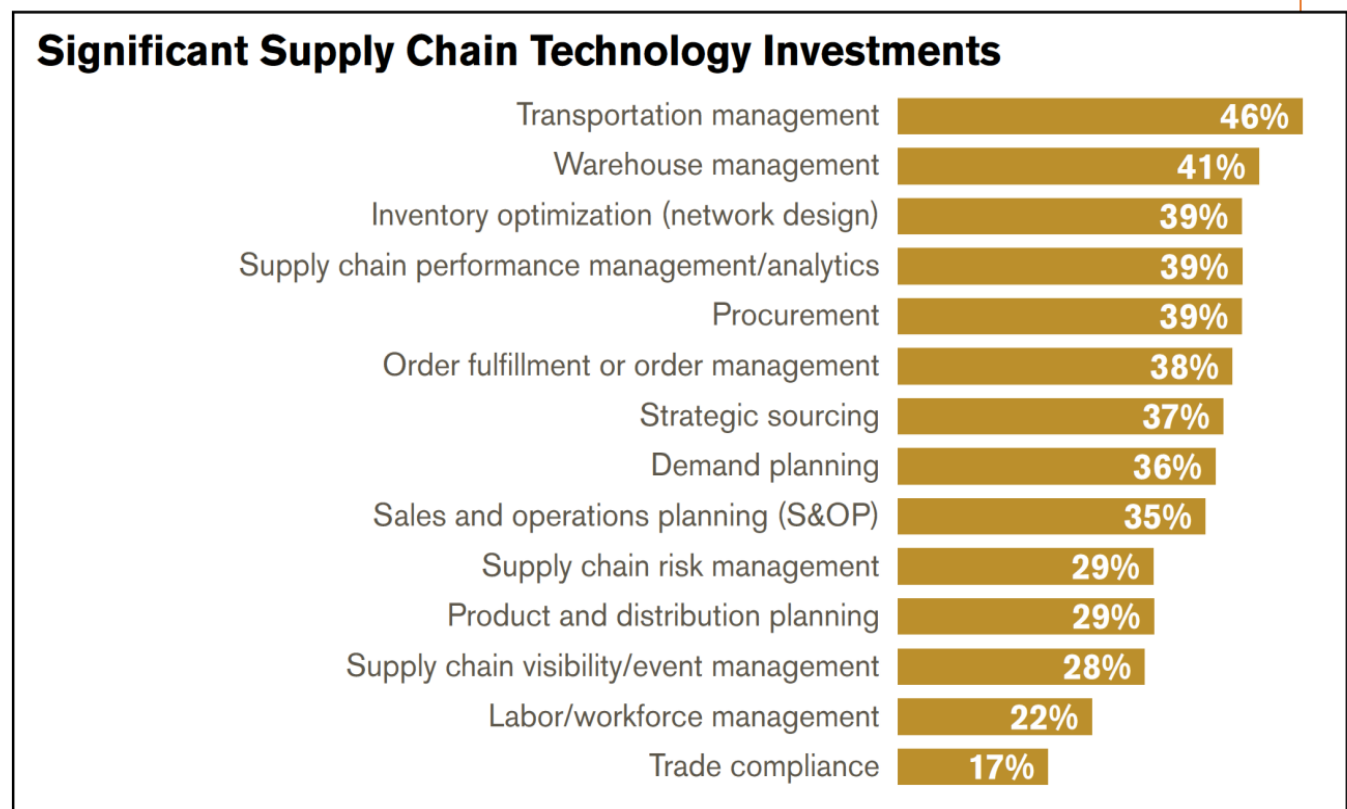 Significant Supply Chain Technology Investments
Transportation management 46%
Warehouse management 41%
Inventory optimization (network design) 39%
Supply chain performance management/analytics 39%
Procurement 39%
Order fulfillment or order management 38%
Strategic sourcing 37%
Demand planning 36%
Sales and operations planning (S&OP) 35%
Supply chain risk management 29%
Product and distribution planning 29%
Supply chain visibility/event management 28%
Labor/workforce management 22%
Trade compliance 17%